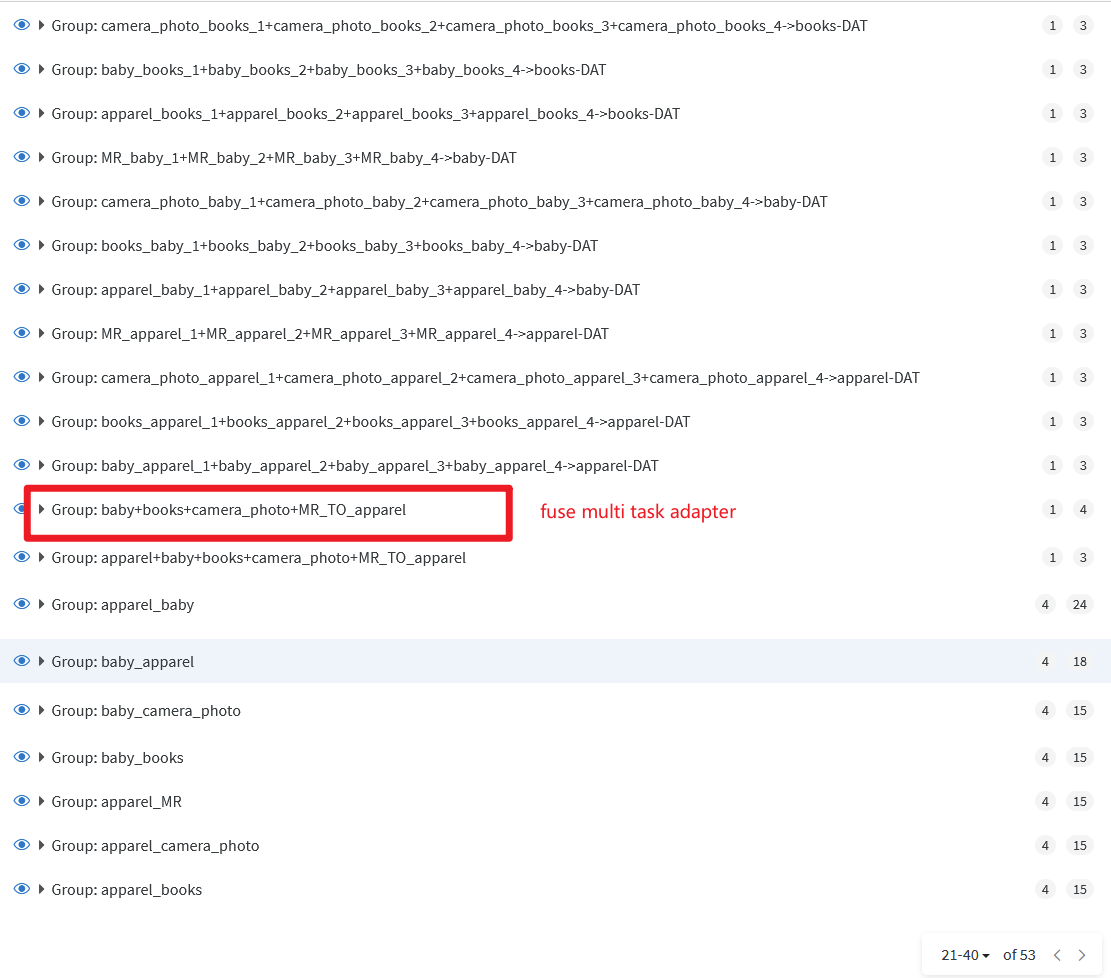 Group: camera_photo_books_1+camera_photo_books_2+camera_photo_books_3+camera_photo_books_4->books-DAT 1 3
Group: baby_books_1+baby_books_2+baby_books_3+baby_books_4->books-DAT 1 3
Group: apparel_books_1+apparel_books_2+apparel_books_3+apparel_books_4->books-DAT 1 3
Group: MR_baby_1+MR_baby_2+MR_baby_3+MR_baby_4->baby-DAT 1 3
Group: camera_photo_baby_1+camera_photo_baby_2+camera_photo_baby_3+camera_photo_baby_4->baby-DAT 1 3
Group: books_baby_1+books_baby_2+books_baby_3+books_baby_4->baby-DAT 1 3
Group: apparel_baby_1+apparel_baby_2+apparel_baby_3+apparel_baby_4->baby-DAT 1 3
Group: MR_apparel_1+MR_apparel_2+MR_apparel_3+MR_apparel_4->apparel-DAT 1 3
Group: camera_photo_apparel_1+camera_photo_apparel_2+camera_photo_apparel_3+camera_photo_apparel_4->apparel-DAT 1 3
Group: books_apparel_1+books_apparel_2+books_apparel_3+books_apparel_4->apparel-DAT 1 3
Group: baby_apparel_1+baby_apparel_2+baby_apparel_3+baby_apparel_4->apparel-DAT 1 3
Group: baby+books+camera_photo+MR_TO_apparel fuse multi task adapter 1 4
Group: apparel+baby+books+camera_photo+MR_TO_apparel 1 3
Group: apparel_baby 4 24
Group: baby_apparel 4 18
Group: baby_camera_photo 4 15
Group: baby_books 4 15
Group: apparel_MR 4 15
Group: apparel_camera_photo 4 15
Group: apparel_books 4 15
21-40 of 53